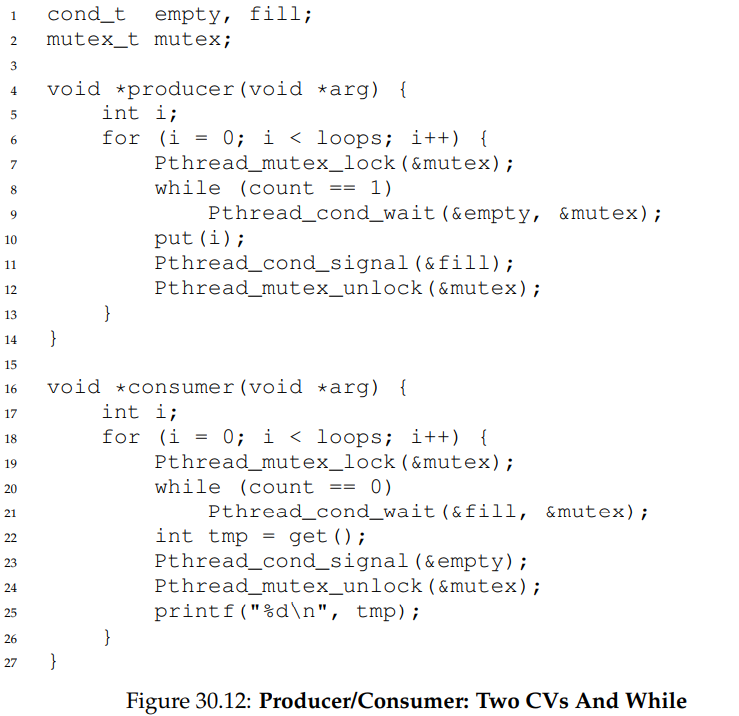 1 cond_t empty, fill;
2 mutex_t mutex;
3
4 void *producer(void *arg) {
5 int i;
6 for (i = 0; i < loops; i++) {
7 Pthread_mutex_lock(&mutex);
8 while (count == 1)
9 Pthread_cond_wait(&empty, &mutex);
10 put(i);
11 Pthread_cond_signal(&fill);
12 Pthread_mutex_unlock(&mutex);
13 }
14 }
15
16 void *consumer(void *arg) {
17 int i;
18 for (i = 0; i < loops; i++) {
19 Pthread_mutex_lock(&mutex);
20 while (count == 0)
21 Pthread_cond_wait(&fill, &mutex);
22 int tmp = get();
23 Pthread_cond_signal(&empty);
24 Pthread_mutex_unlock(&mutex);
25 printf("%d\n", tmp);
26 }
27 }
Figure 30.12: Producer/Consumer: Two CVs And While